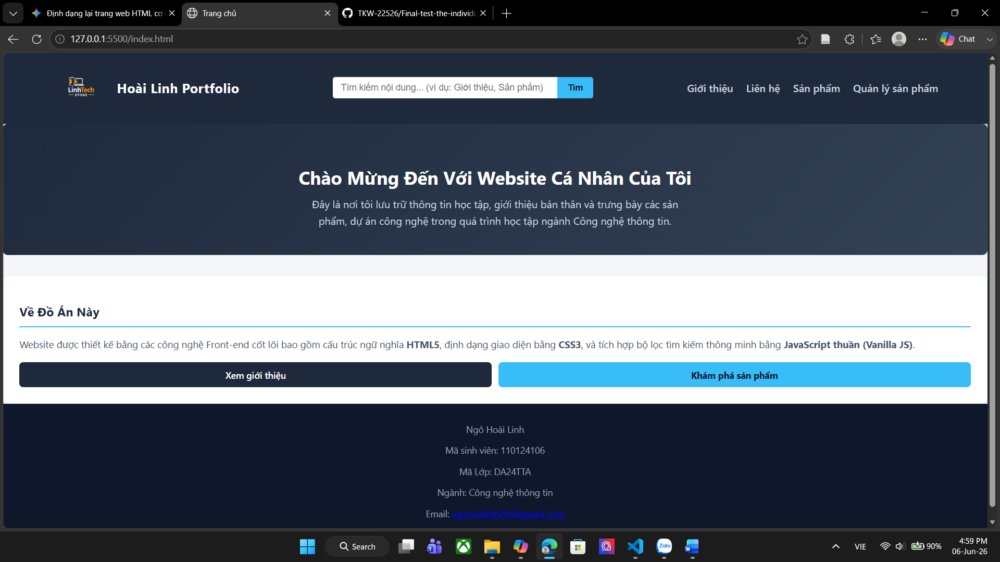 Định dạng lại trang web HTML cơ
Trang chủ
TKW-22526/Final-test-the-individu
127.0.0.1:5500/index.html
Chat
LinhTech
STORE
Hoài Linh Portfolio
Tìm kiếm nội dung... (ví dụ: Giới thiệu, Sản phẩm)
Tìm
Giới thiệu
Liên hệ
Sản phẩm
Quản lý sản phẩm
Chào Mừng Đến Với Website Cá Nhân Của Tôi
Đây là nơi tôi lưu trữ thông tin học tập, giới thiệu bản thân và trưng bày các sản
phẩm, dự án công nghệ trong quá trình học tập ngành Công nghệ thông tin.
Về Đồ Án Này
Website được thiết kế bằng các công nghệ Front-end cốt lõi bao gồm cấu trúc ngữ nghĩa HTML5, định dạng giao diện bằng CSS3, và tích hợp bộ lọc tìm kiếm thông minh bằng JavaScript thuần (Vanilla JS).
Xem giới thiệu
Khám phá sản phẩm
Ngô Hoài Linh
Mã sinh viên: 110124106
Mã Lớp: DA24TTA
Ngành: Công nghệ thông tin
Email: ngohoailinh2k6@gmail.com
Search
Zalo
VIE
90%
4:59 PM
06-Jun-26